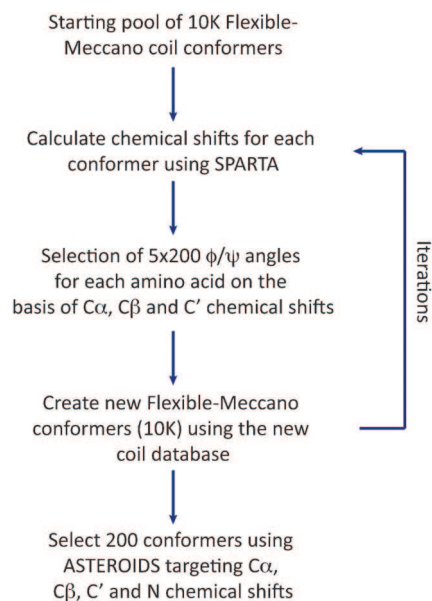 Starting pool of 10K Flexible-
Meccano coil conformers
Calculate chemical shifts for each
conformer using SPARTA
Selection of 5x200 ϕ/ψ angles
for each amino acid on the
basis of Cα, Cβ and C' chemical shifts
Create new Flexible-Meccano
conformers (10K) using the new
coil database
Select 200 conformers using
ASTEROIDS targeting Cα,
Cβ, C' and N chemical shifts
Iterations